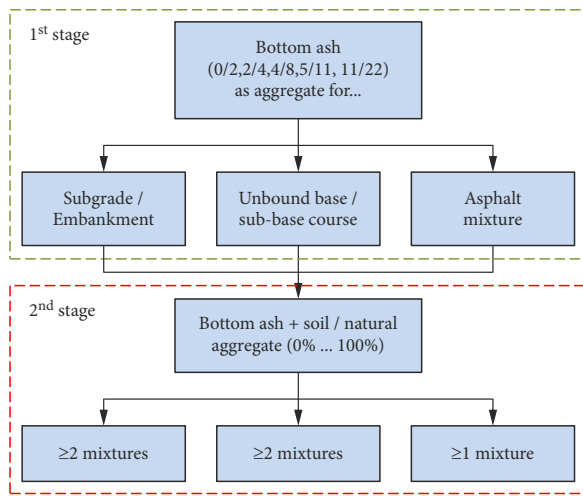 1st stage
Bottom ash
(0/2,2/4,4/8,5/11, 11/22)
as aggregate for...
Subgrade /
Embankment
Unbound base /
sub-base course
Asphalt
mixture
2nd stage
Bottom ash + soil / natural
aggregate (0% ... 100%)
≥2 mixtures
≥2 mixtures
≥1 mixture